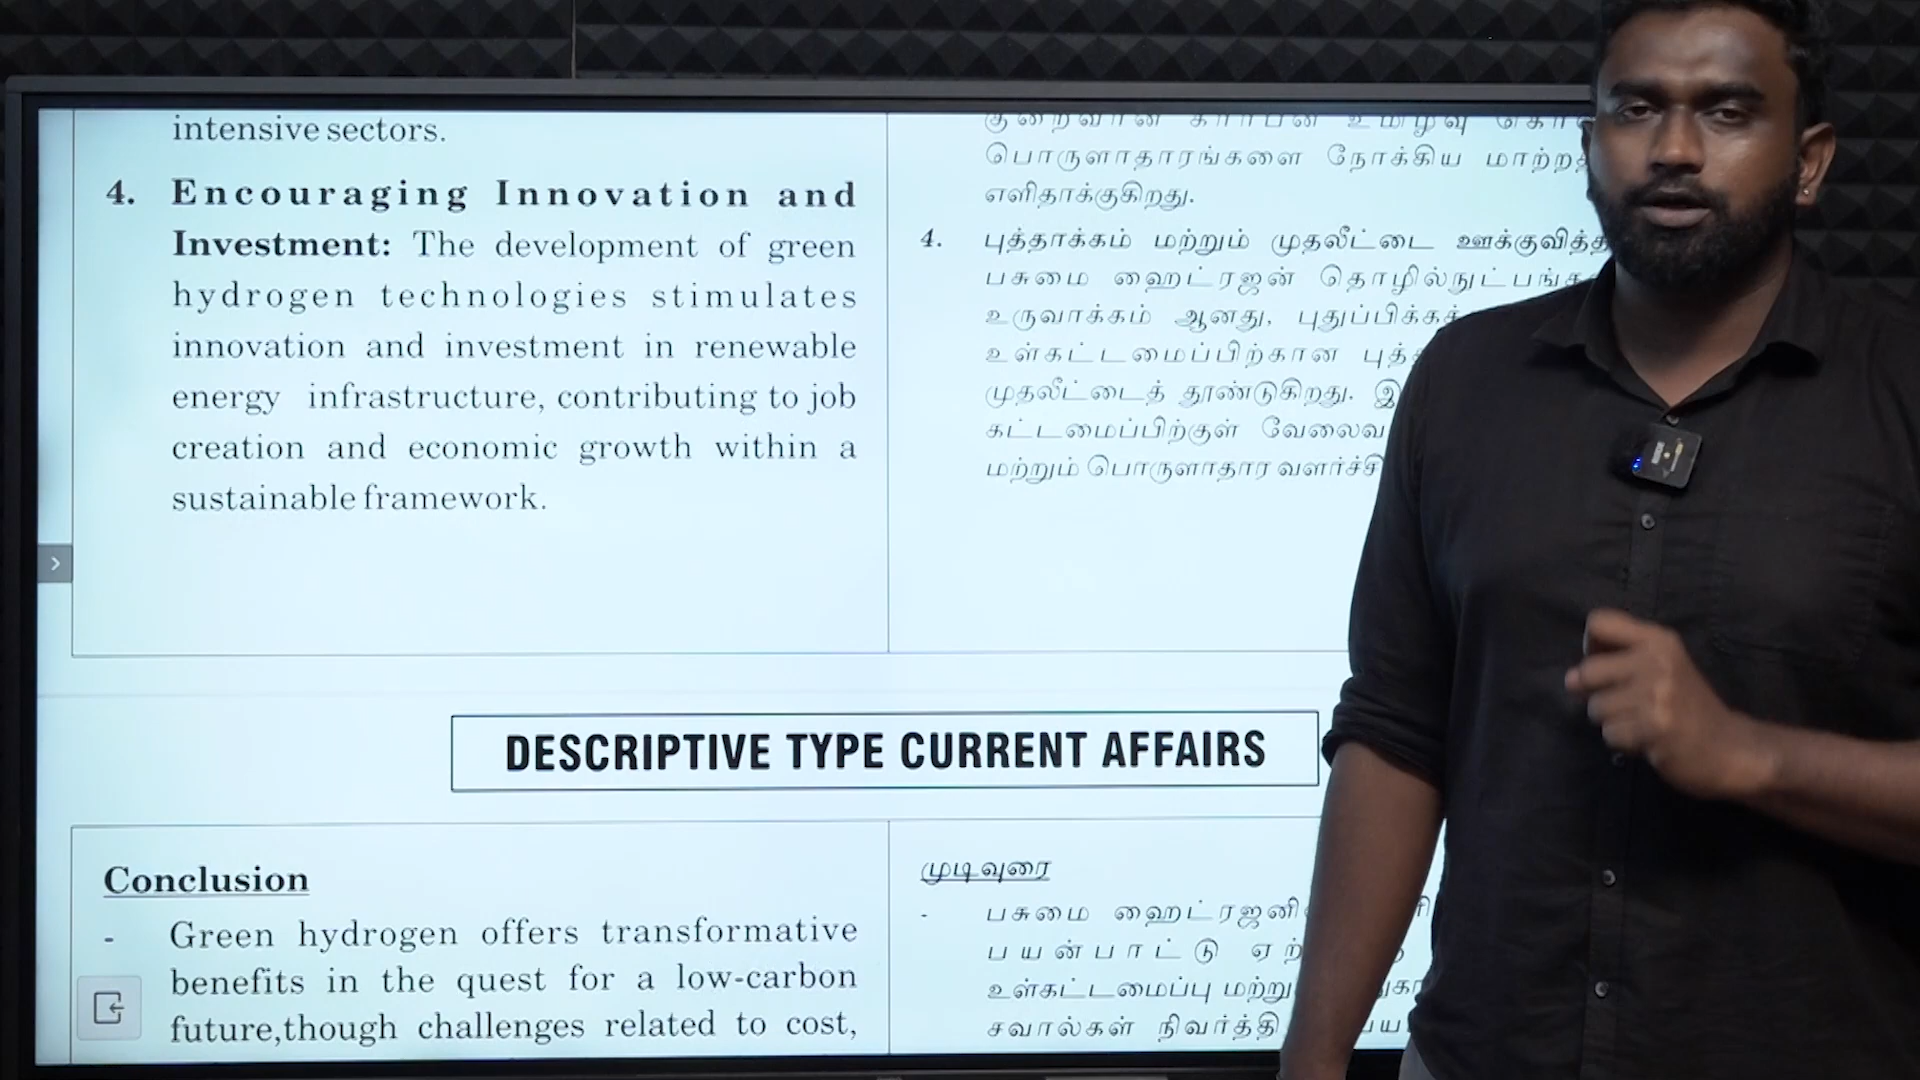 intensive sectors.
4. Encouraging Innovation and
Investment: The development of green
hydrogen technologies stimulates
innovation and investment in renewable
energy infrastructure, contributing to job
creation and economic growth within a
sustainable framework.
குறைவான கார்பன் உமிழ்வு
பொருளாதாரங்களை நோக்கிய
எளிதாக்குகிறது.
4. புத்தாக்கம் மற்றும் முதலீட்டை
பசுமை ஹைட்ரஜன்
உருவாக்கம் ஆனது,
உள்கட்டமைப்பிற்கான
முதலீட்டைத் தூண்டுகிறது.
கட்டமைப்பிற்குள்
மற்றும் பொருளாதார
DESCRIPTIVE TYPE CURRENT AFFAIRS
Conclusion
- Green hydrogen offers transformative
benefits in the quest for a low-carbon
future,though challenges related to cost,
முடிவுரை
- பசுமை
உள்கட்டமைப்பு
சவால்கள்